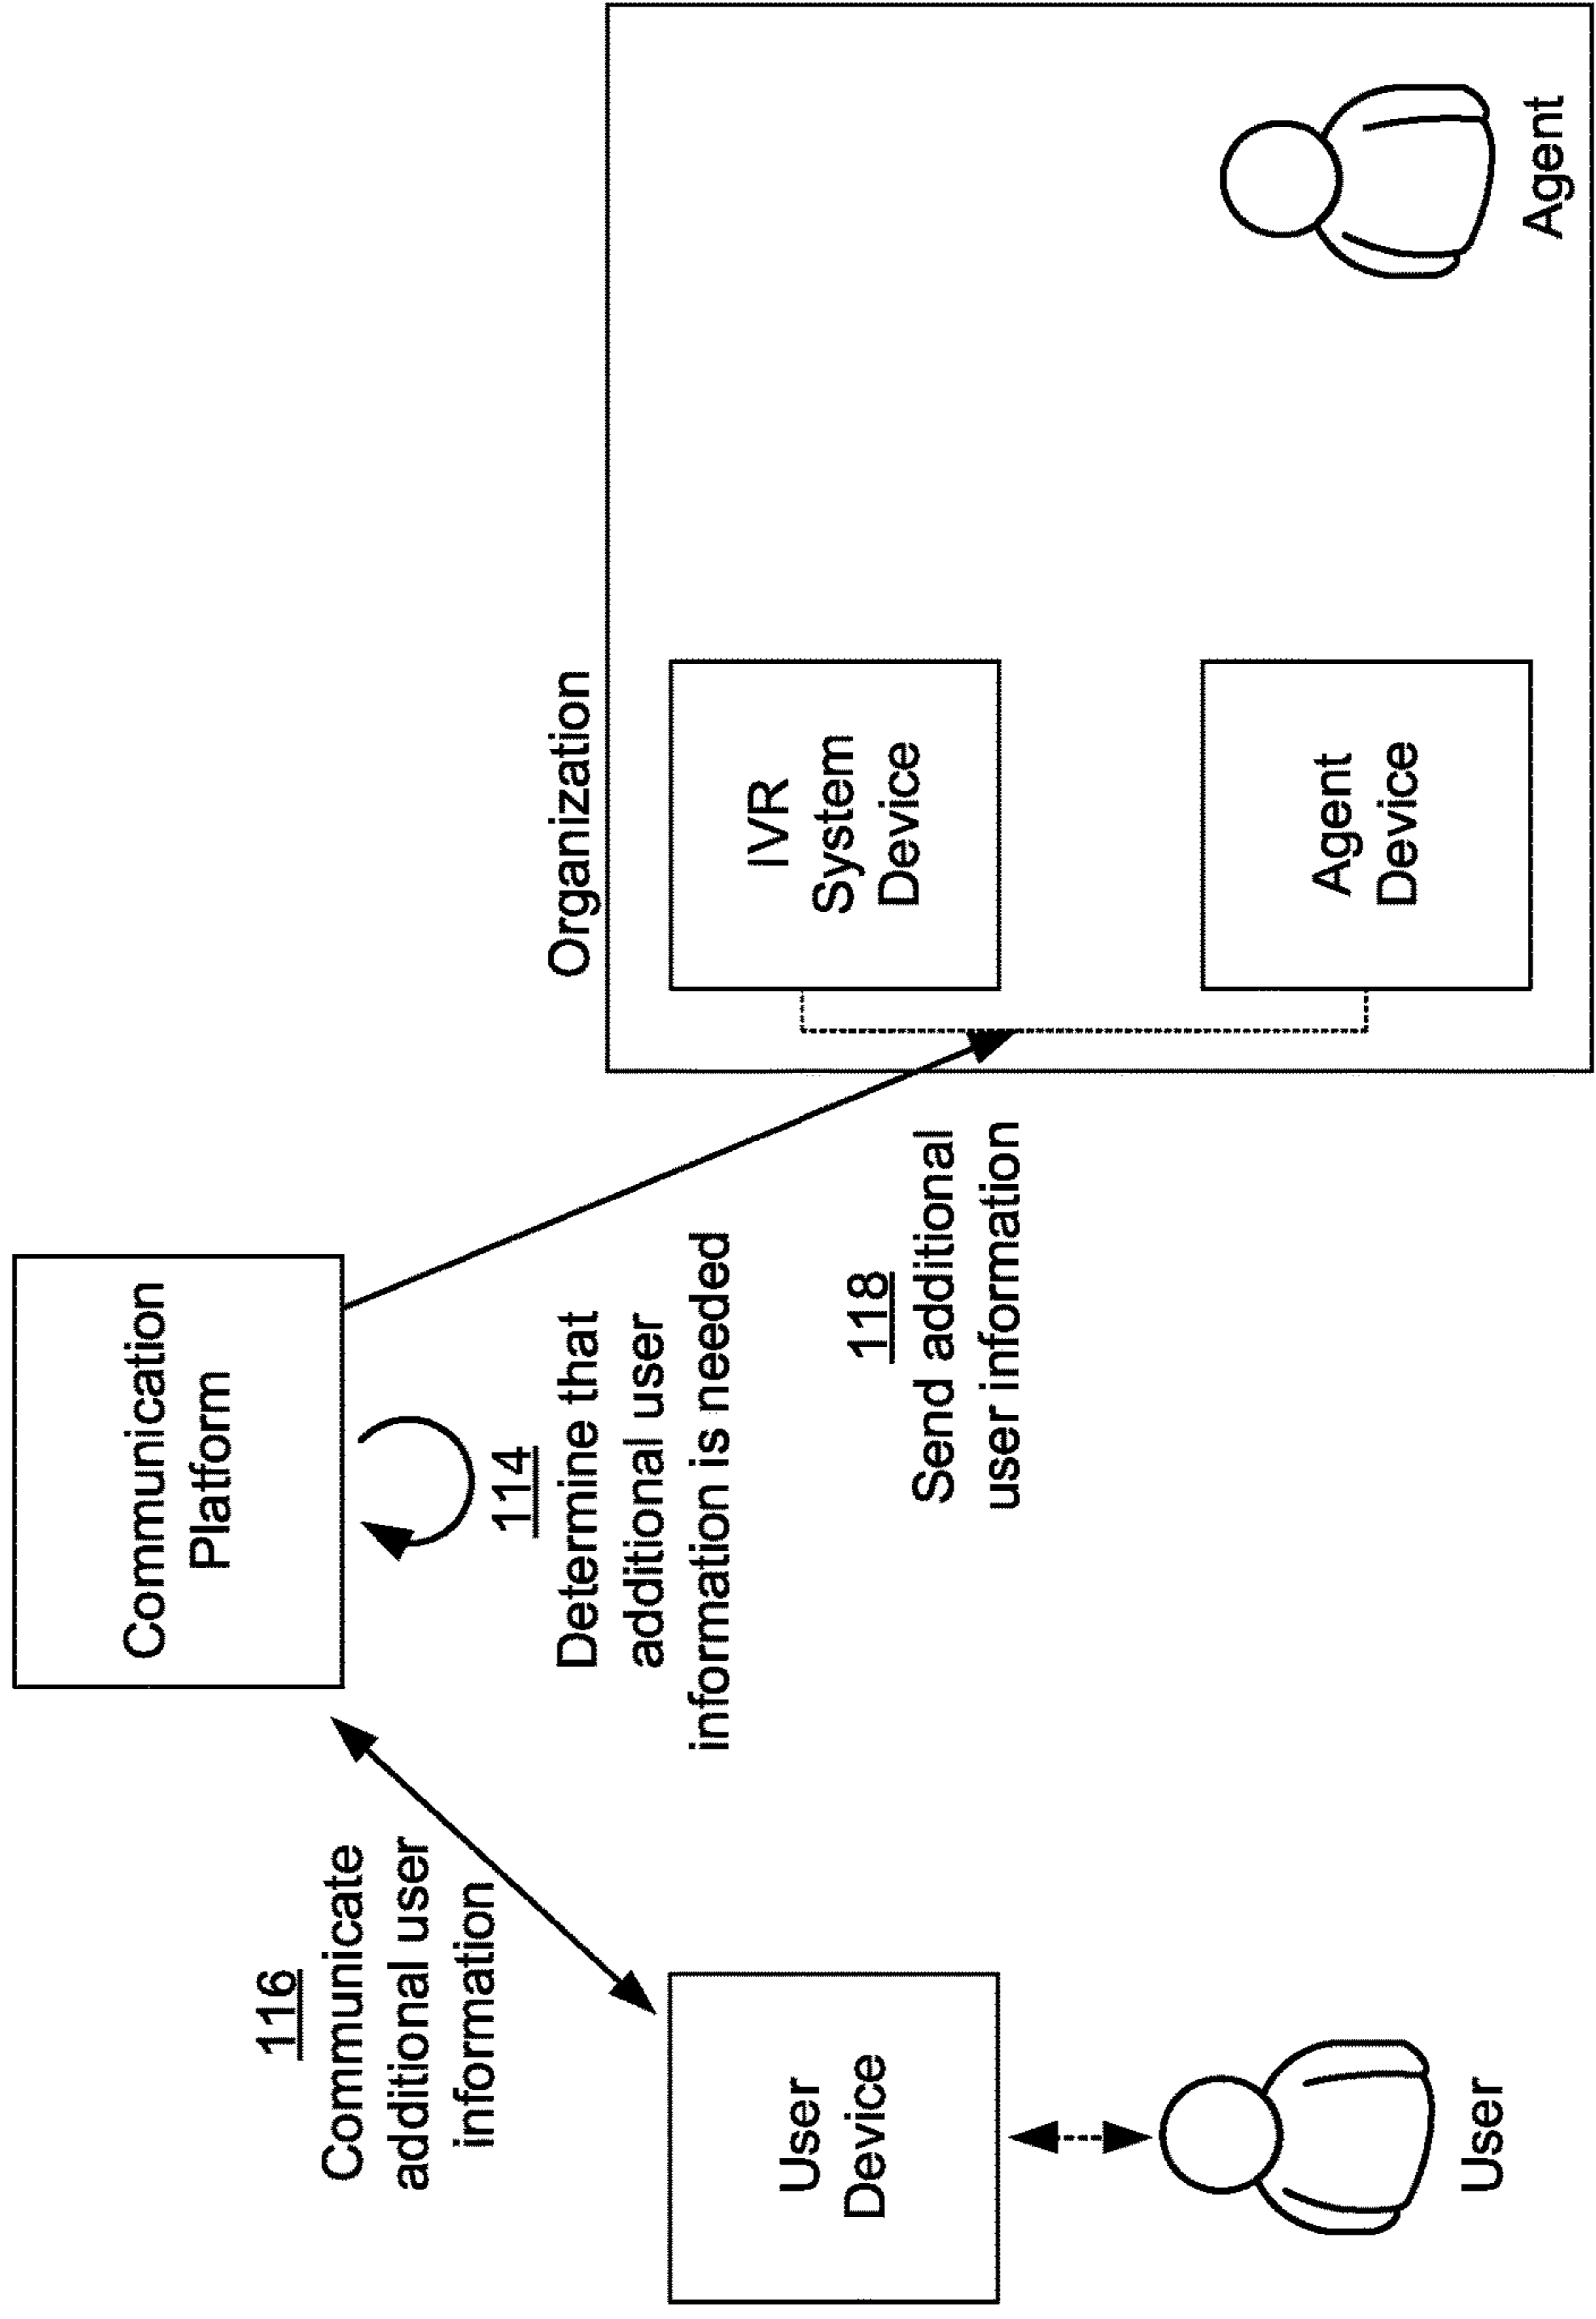 Communication
Platform
116
Communicate
additional user
information
114
Determine that
additional user
information is needed
118
Send additional
user information
Organization
User
Device
IVR
System
Device
Agent
Device
User
Agent